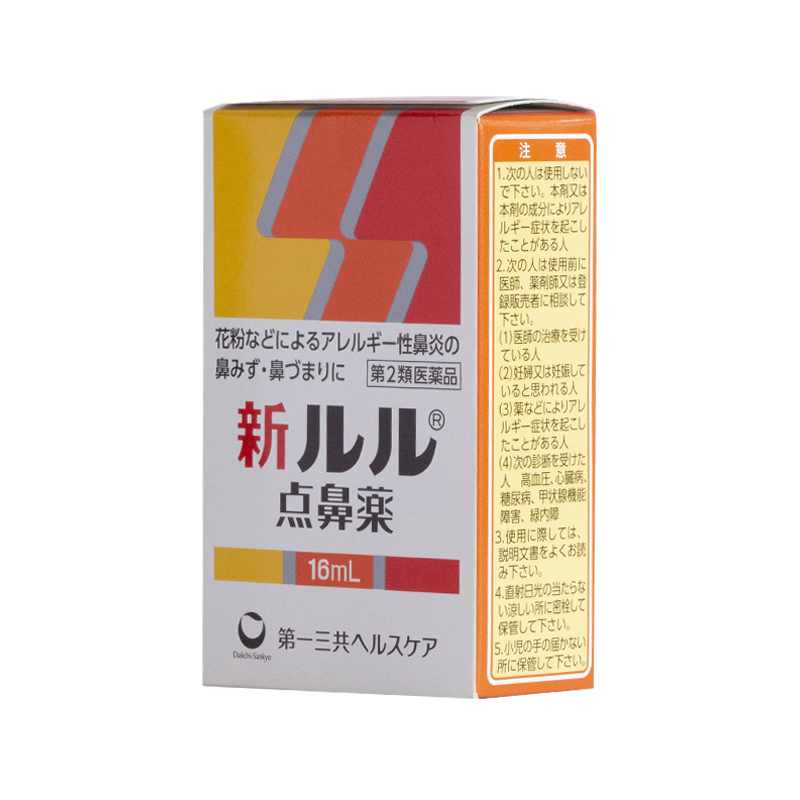 花粉などによるアレルギー性鼻炎の
鼻みず・鼻づまりに 第2類医薬品
新ルル®
点鼻薬
16mL
Daiichi-Sankyo
第一三共ヘルスケア
注 意
1.次の人は使用しない
で下さい。本剤又は
本剤の成分によりアレ
ルギー症状を起こし
たことがある人
2.次の人は使用前に
医師、薬剤師又は登
録販売者に相談して
下さい。
(1)医師の治療を受け
ている人
(2)妊婦又は妊娠して
いると思われる人
(3)薬などによりアレ
ルギー症状を起こし
たことがある人
(4)次の診断を受けた
人 高血圧、心臓病、
糖尿病、甲状腺機能
障害、緑内障
3.使用に際しては、
説明文書をよくお読
み下さい。
4.直射日光の当たらな
い涼しい所に密栓して
保管して下さい。
5.小児の手の届かない
所に保管して下さい。